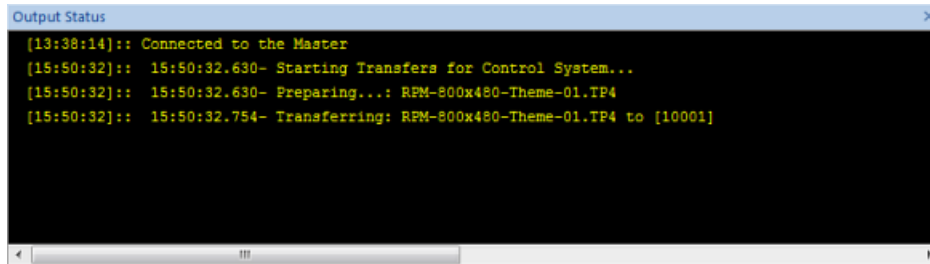 Output Status
[13:38:14]:: Connected to the Master
[15:50:32]::  15:50:32.630- Starting Transfers for Control System...
[15:50:32]::  15:50:32.630- Preparing...: RPM-800x480-Theme-01.TP4
[15:50:32]::  15:50:32.754- Transferring: RPM-800x480-Theme-01.TP4 to [10001]